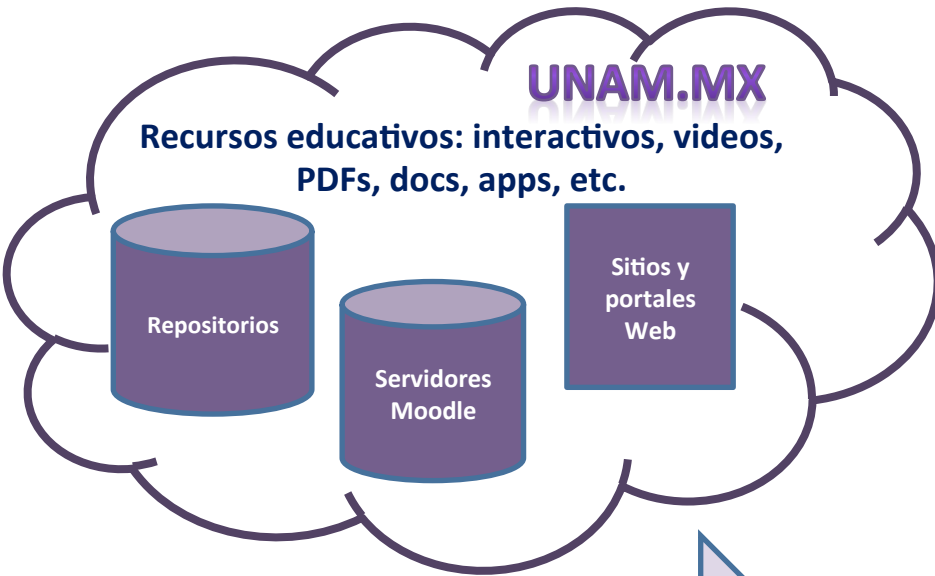 UNAM.MX
Recursos educativos: interactivos, videos,
PDFs, docs, apps, etc.
Repositorios
Servidores
Moodle
Sitios y
portales
Web